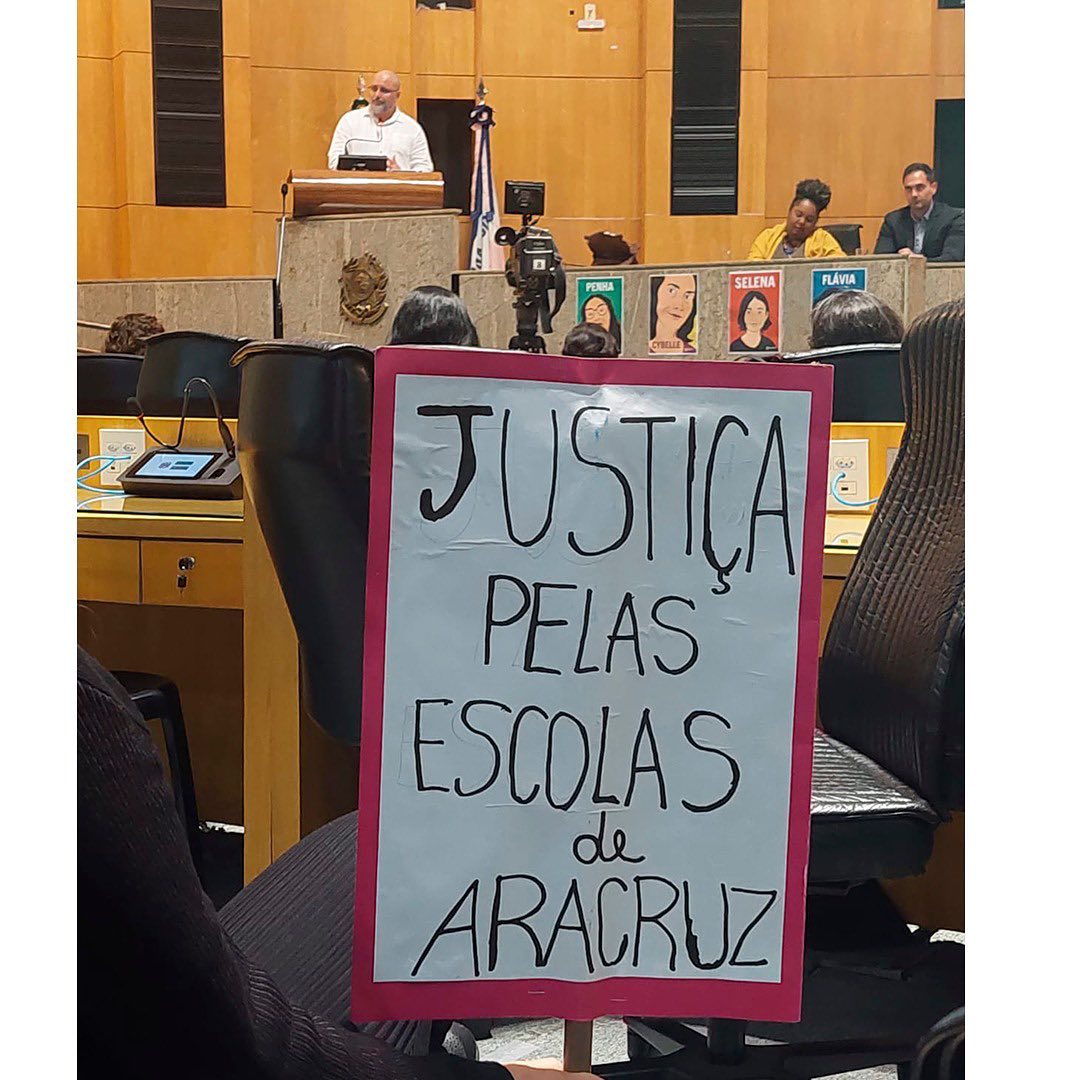 PENHA
CYBELLE
SELENA
FLÁVIA
JUSTIÇA
PELAS
ESCOLAS
de
ARACRUZ